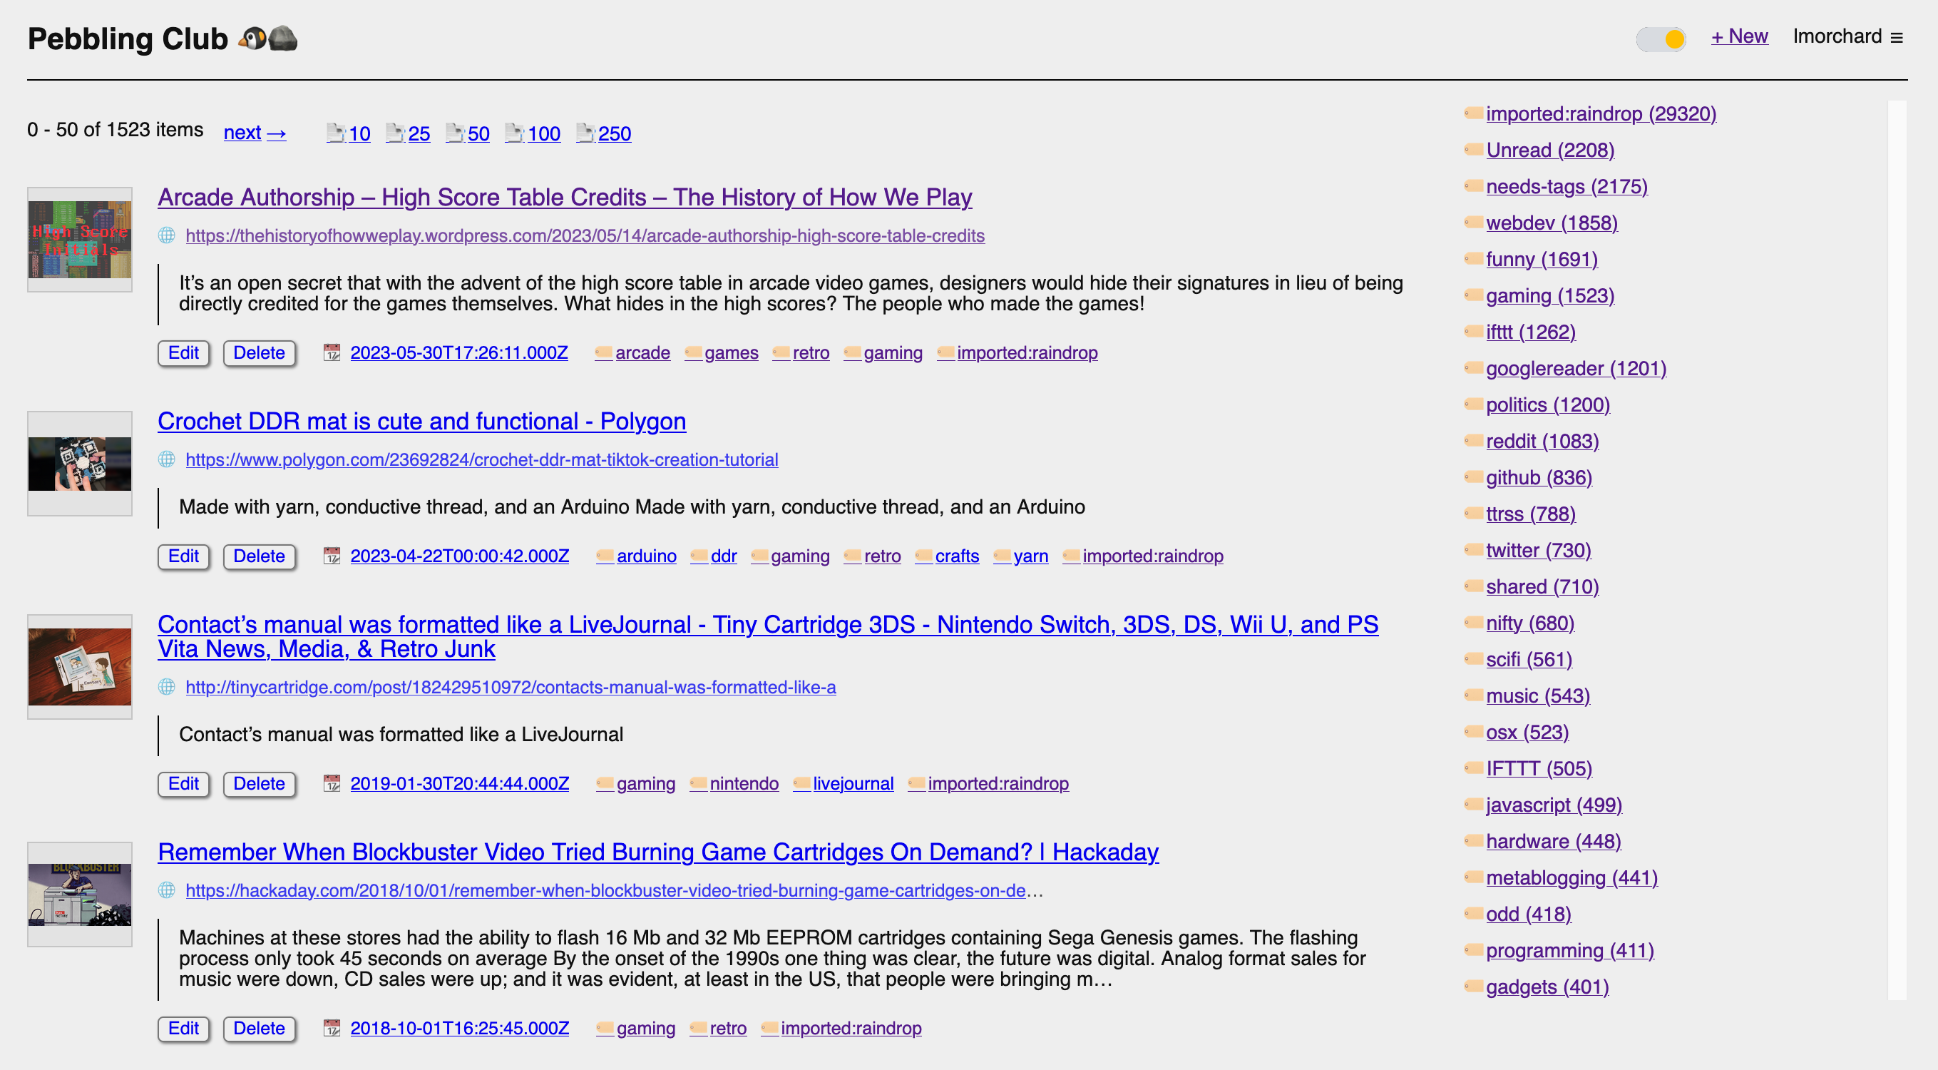 Pebbling Club
+ New
lmorchard ≡
0 - 50 of 1523 items
next →
10
25
50
100
250
Arcade Authorship – High Score Table Credits – The History of How We Play
https://thehistoryofhowweplay.wordpress.com/2023/05/14/arcade-authorship-high-score-table-credits
High Score
Initials
It’s an open secret that with the advent of the high score table in arcade video games, designers would hide their signatures in lieu of being
directly credited for the games themselves. What hides in the high scores? The people who made the games!
Edit
Delete
2023-05-30T17:26:11.000Z
arcade
games
retro
gaming
imported:raindrop
Crochet DDR mat is cute and functional - Polygon
https://www.polygon.com/23692824/crochet-ddr-mat-tiktok-creation-tutorial
Made with yarn, conductive thread, and an Arduino Made with yarn, conductive thread, and an Arduino
Edit
Delete
2023-04-22T00:00:42.000Z
arduino
ddr
gaming
retro
crafts
yarn
imported:raindrop
Contact’s manual was formatted like a LiveJournal - Tiny Cartridge 3DS - Nintendo Switch, 3DS, DS, Wii U, and PS
Vita News, Media, & Retro Junk
http://tinycartridge.com/post/182429510972/contacts-manual-was-formatted-like-a
Contact’s manual was formatted like a LiveJournal
Edit
Delete
2019-01-30T20:44:44.000Z
gaming
nintendo
livejournal
imported:raindrop
Remember When Blockbuster Video Tried Burning Game Cartridges On Demand? | Hackaday
BLOCKBUSTER
https://hackaday.com/2018/10/01/remember-when-blockbuster-video-tried-burning-game-cartridges-on-de…
Machines at these stores had the ability to flash 16 Mb and 32 Mb EEPROM cartridges containing Sega Genesis games. The flashing
process only took 45 seconds on average By the onset of the 1990s one thing was clear, the future was digital. Analog format sales for
music were down, CD sales were up; and it was evident, at least in the US, that people were bringing m…
Edit
Delete
2018-10-01T16:25:45.000Z
gaming
retro
imported:raindrop
imported:raindrop (29320)
Unread (2208)
needs-tags (2175)
webdev (1858)
funny (1691)
gaming (1523)
ifttt (1262)
googlereader (1201)
politics (1200)
reddit (1083)
github (836)
ttrss (788)
twitter (730)
shared (710)
nifty (680)
scifi (561)
music (543)
osx (523)
IFTTT (505)
javascript (499)
hardware (448)
metablogging (441)
odd (418)
programming (411)
gadgets (401)